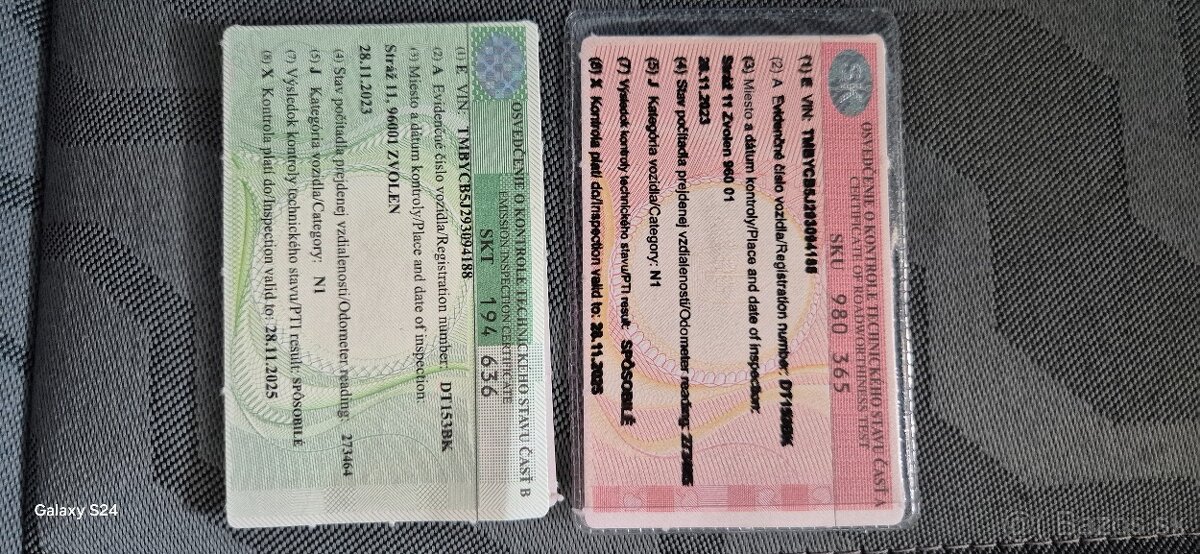 OSVEDČENIE O KONTROLE TECHNICKÉHO STAVU ČASŤ B
EMISSION INSPECTION CERTIFICATE
SKT 194 636
(1) E VIN: TMBYCB5J293094188
(2) A Evidenčné číslo vozidla/Registration number: DT153BK
(3) Miesto a dátum kontroly/Place and date of inspection:
Stráž 11, 96001 ZVOLEN
28.11.2023
(4) Stav počítadla prejdenej vzdialenosti/Odometer reading: 273464
(5) J Kategória vozidla/Category: N1
(7) Výsledok kontroly technického stavu/PTI result: SPÔSOBILÉ
(8) X Kontrola platí do/Inspection valid to: 28.11.2025
SK
OSVEDČENIE O KONTROLE TECHNICKÉHO STAVU ČASŤ A
CERTIFICATE OF ROADWORTHINESS TEST
SKU 980 365
(1) E VIN: TMBYCB5J293094188
(2) A Evidenčné číslo vozidla/Registration number:
(3) Miesto a dátum kontroly/Place and date of inspection:
Stráž 11 Zvolen 960 01
28.11.2023
(4) Stav počítadla prejdenej vzdialenosti/Odometer reading:
(5) J Kategória vozidla/Category: N1
(7) Výsledok kontroly technického stavu/PTI result: SPÔSOBILÉ
(8) X Kontrola platí do/Inspection valid to: 28.11.2025
Galaxy S24